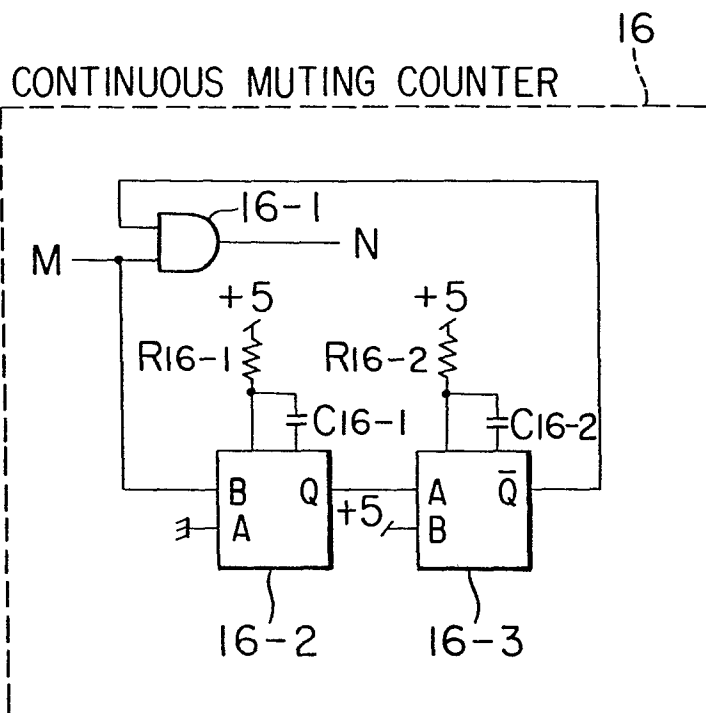 16
CONTINUOUS MUTING COUNTER
16-1
M
N
+5
+5
R16-1
R16-2
C16-1
C16-2
B
Q
+5
A
Q̅
A
B
16-2
16-3